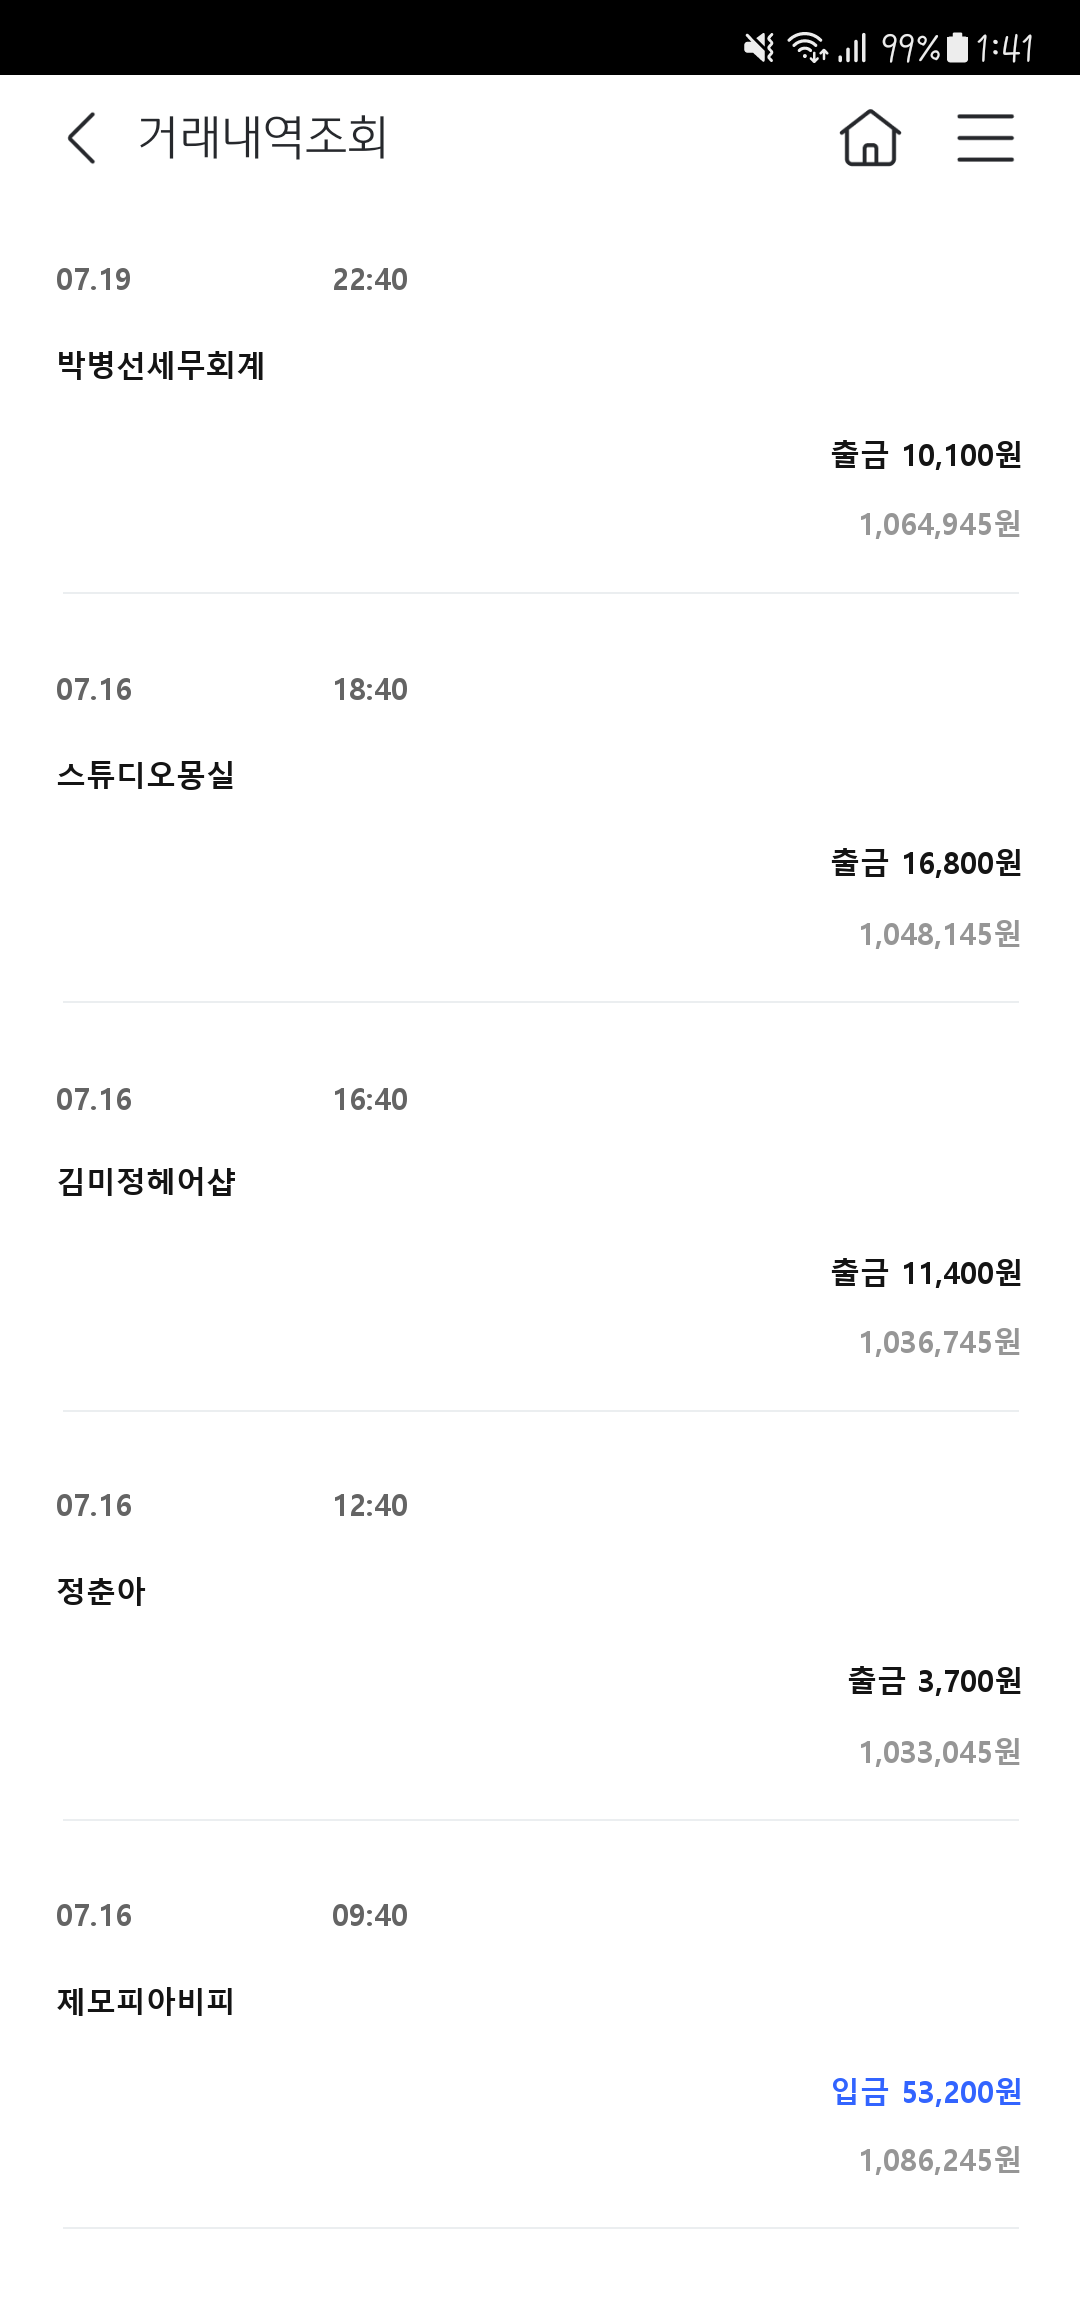 99% 1:41
거래내역조회
07.19 22:40
박병선세무회계
출금 10,100원
1,064,945원
07.16 18:40
스튜디오몽실
출금 16,800원
1,048,145원
07.16 16:40
김미정헤어샵
출금 11,400원
1,036,745원
07.16 12:40
정춘아
출금 3,700원
1,033,045원
07.16 09:40
제모피아비피
입금 53,200원
1,086,245원